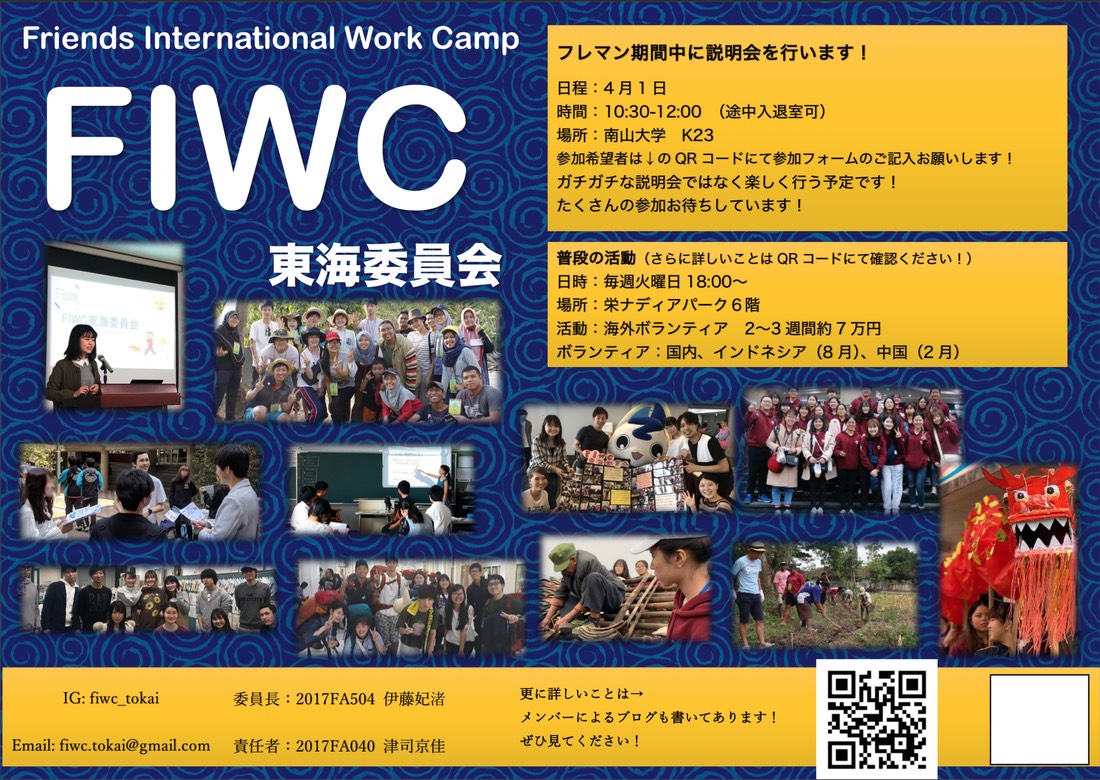 Friends International Work Camp
FIWC
東海委員会
フレマン期間中に説明会を行います！
日程：4月1日
時間：10:30-12:00　（途中入退室可）
場所：南山大学　K23
参加希望者は↓のQRコードにて参加フォームのご記入お願いします！
ガチガチな説明会ではなく楽しく行う予定です！
たくさんの参加お待ちしています！
普段の活動（さらに詳しいことはQRコードにて確認ください！）
日時：毎週火曜日18:00〜
場所：栄ナディアパーク6階
活動：海外ボランティア　2〜3週間約7万円
ボランティア：国内、インドネシア（8月）、中国（2月）
FIWC東海委員会
IG: fiwc_tokai
Email: fiwc.tokai@gmail.com
委員長：2017FA504 伊藤妃渚
責任者：2017FA040 津司京佳
更に詳しいことは→
メンバーによるブログも書いてあります！
ぜひ見てください！